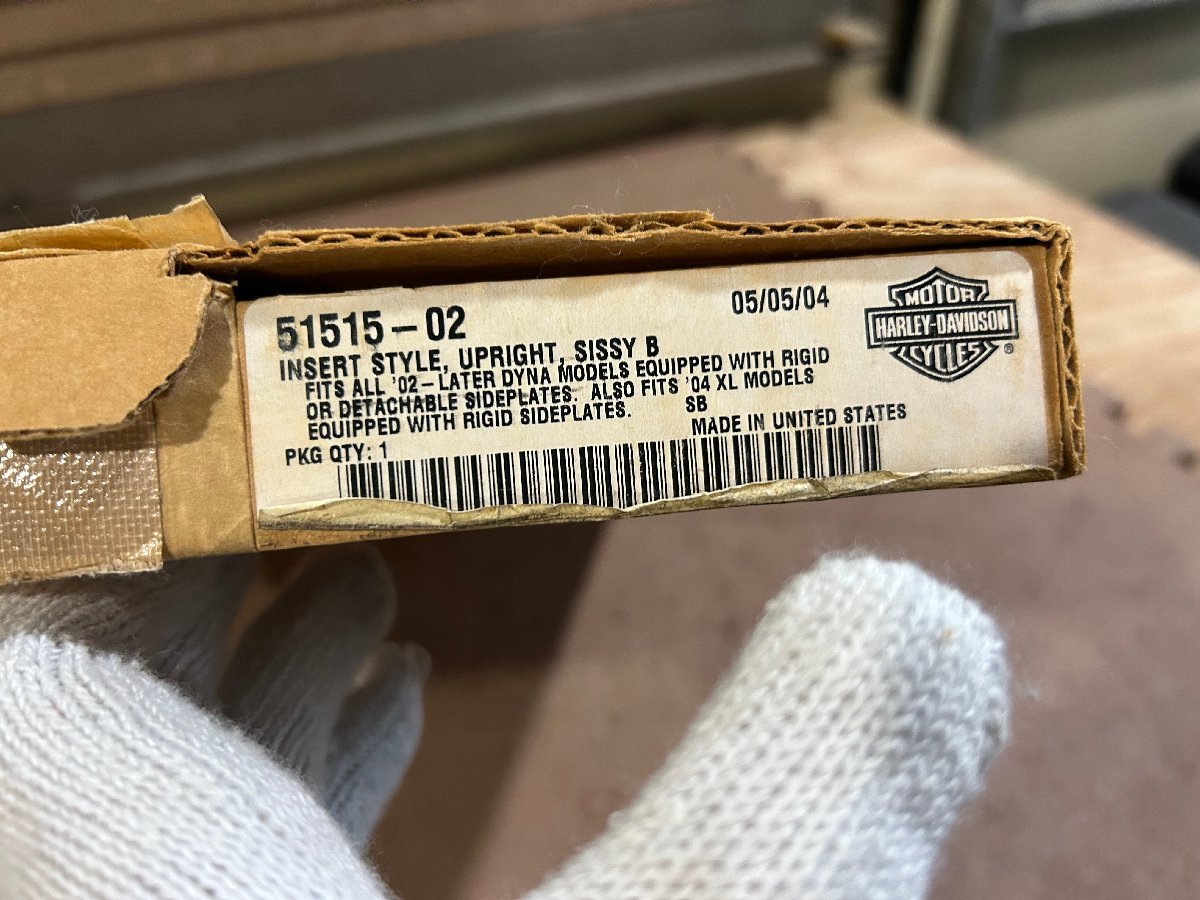 51515-02
05/05/04
INSERT STYLE, UPRIGHT, SISSY B
FITS ALL '02-LATER DYNA MODELS EQUIPPED WITH RIGID
OR DETACHABLE SIDEPLATES. ALSO FITS '04 XL MODELS
EQUIPPED WITH RIGID SIDEPLATES.
SB
MADE IN UNITED STATES
PKG QTY: 1
MOTOR
HARLEY-DAVIDSON
CYCLES
®